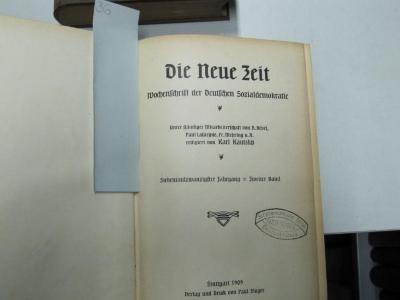 36
Die Neue Zeit
Wochenschrift der Deutschen Sozialdemokratie
Unter ständiger Mitarbeiterschaft von A. Bebel,
Paul Lafargue, Fr. Mehring u. A.
redigiert von Karl Kautsky
Siebenundzwanzigster Jahrgang Zweiter Band
Stuttgart 1909
Verlag und Druck von Paul Singer